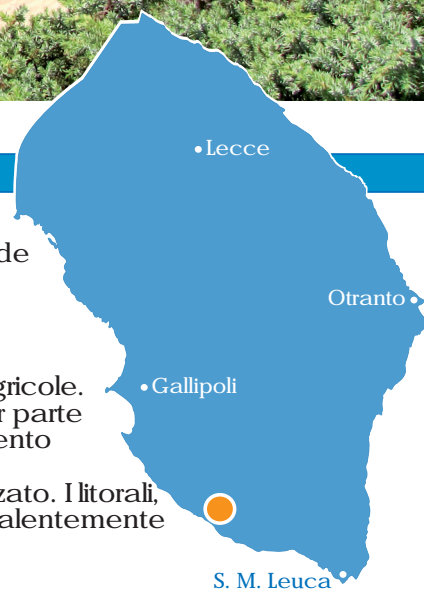 Lecce
de
Otranto
gricole.
Gallipoli
r parte
ento
zato. I litorali,
alentemente
S. M. Leuca